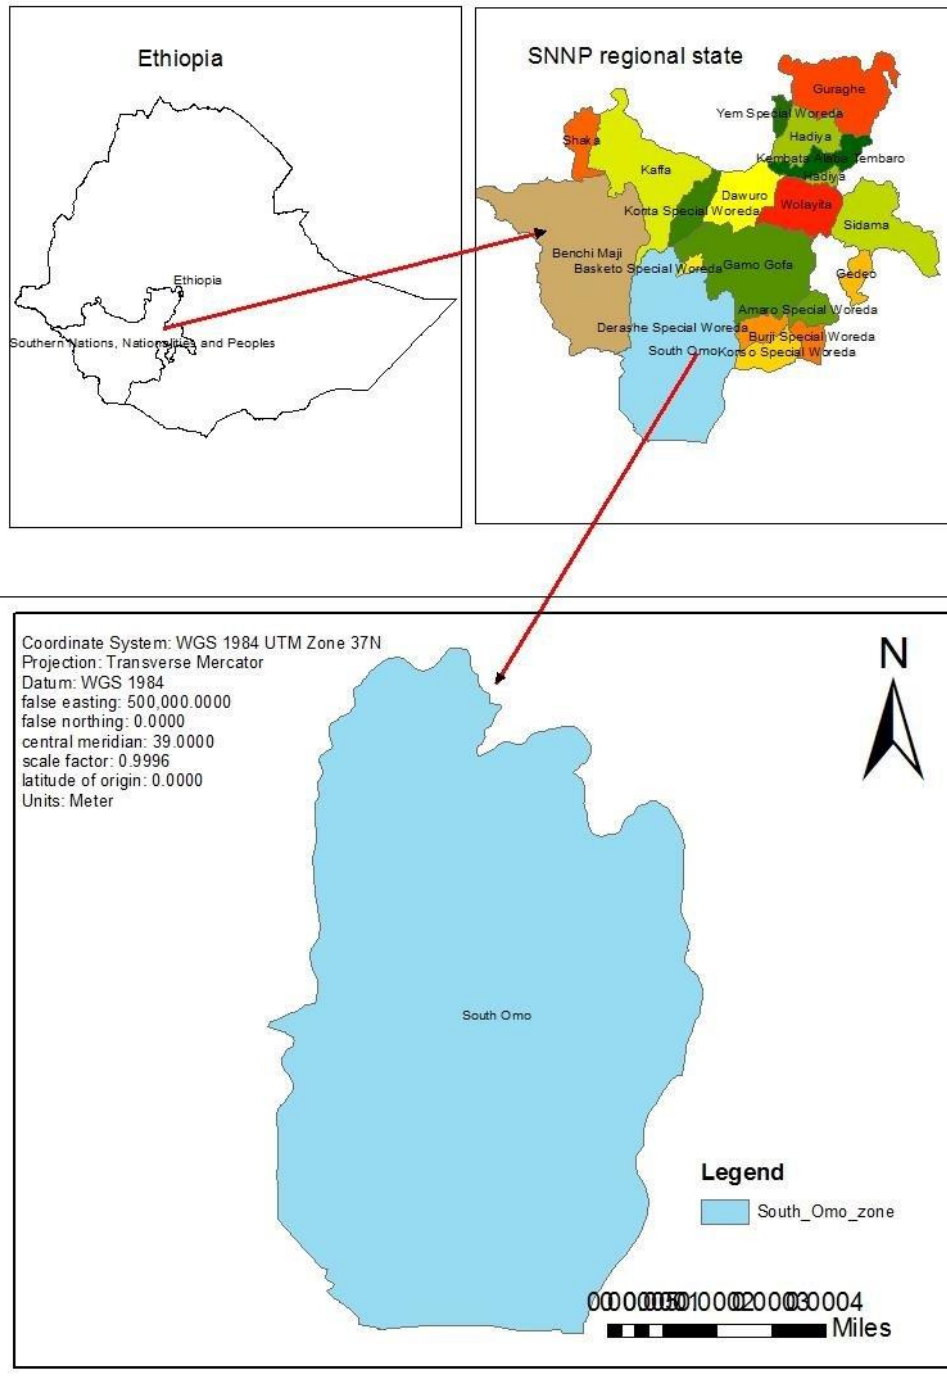 Ethiopia
Ethiopia
Southern Nations, Nationalities and Peoples
SNNP regional state
Guraghe
Yem Special Woreda
Hadiya
Shaka
Kembata Alaba Tembaro
Kaffa
Hadiya
Dawuro
Wolayita
Konta Special Woreda
Sidama
Benchi Maji
Basketo Special Woreda
Gamo Gofa
Gedeo
Amaro Special Woreda
Derashe Special Woreda
Burji Special Woreda
South Omo
Konso Special Woreda
Coordinate System: WGS 1984 UTM Zone 37N
Projection: Transverse Mercator
Datum: WGS 1984
false easting: 500,000.0000
false northing: 0.0000
central meridian: 39.0000
scale factor: 0.9996
latitude of origin: 0.0000
Units: Meter
N
South Omo
Legend
South_Omo_zone
Miles